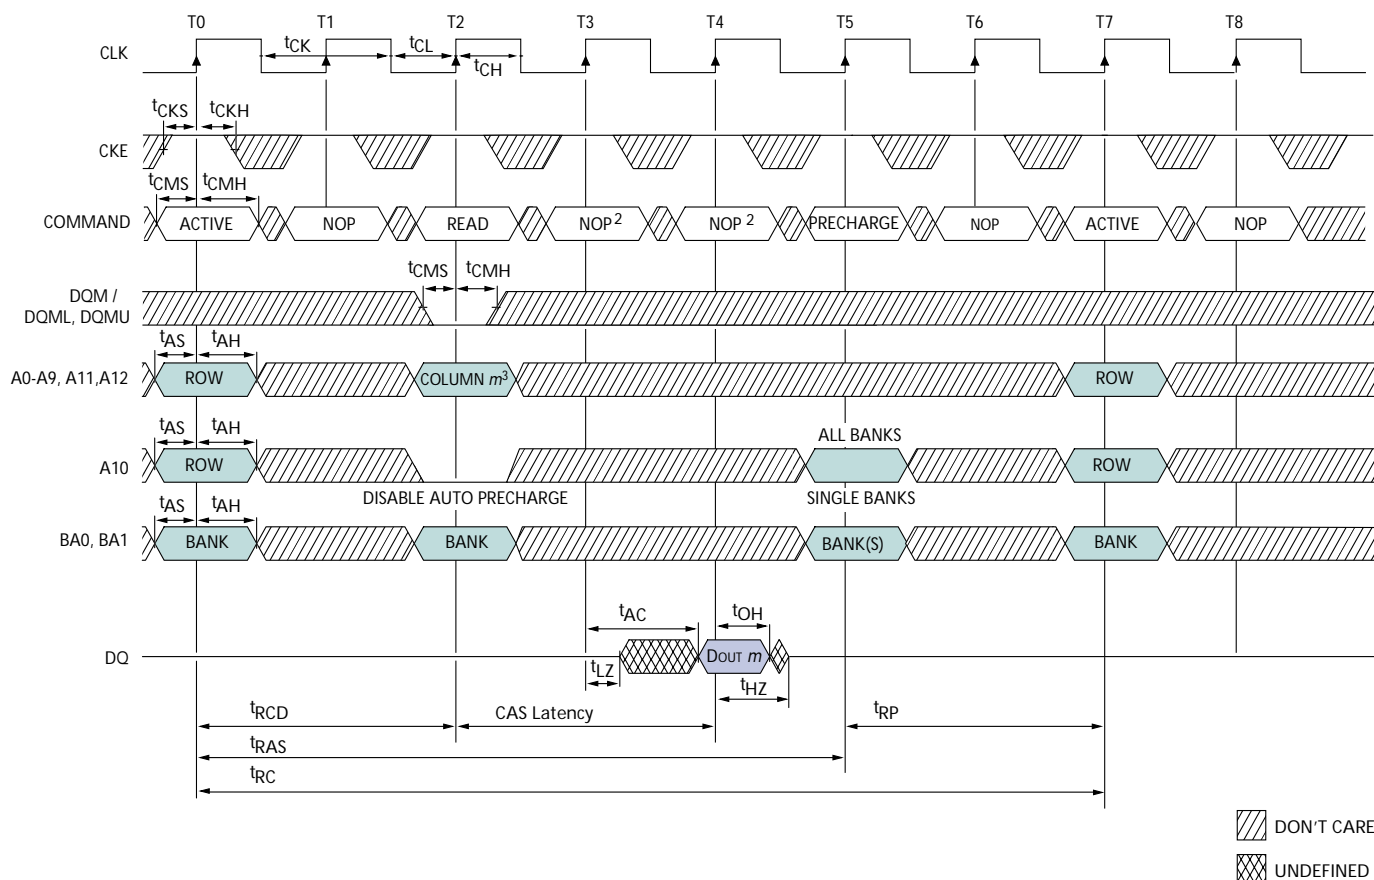 T0 T1 T2 T3 T4 T5 T6 T7 T8
CLK
tCK tCL
tCH
tCKS tCKH
CKE
tCMS tCMH
COMMAND ACTIVE NOP READ NOP2 NOP 2 PRECHARGE NOP ACTIVE NOP
tCMS tCMH
DQM /
DQML, DQMU
tAS tAH
A0-A9, A11,A12 ROW COLUMN m3 ROW
tAS tAH
ALL BANKS
A10 ROW ROW
DISABLE AUTO PRECHARGE SINGLE BANKS
tAS tAH
BA0, BA1 BANK BANK BANK(S) BANK
tAC tOH
DQ DOUT m
tLZ
tHZ
tRCD CAS Latency tRP
tRAS
tRC
DON'T CARE
UNDEFINED